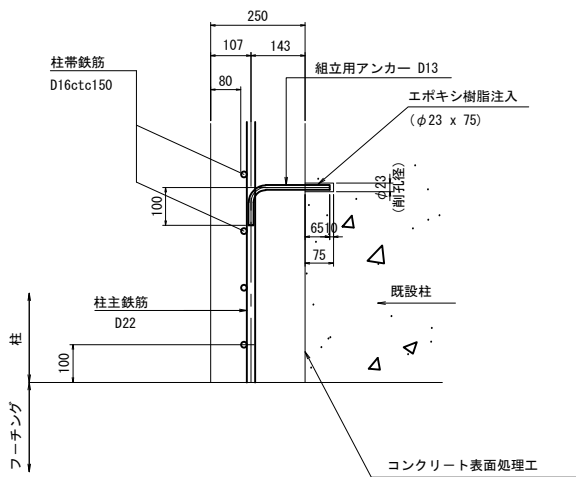 250
107
143
80
柱帯鉄筋
D16ctc150
組立用アンカー D13
エポキシ樹脂注入
(φ23 x 75)
φ23
(削孔径)
100
6510
75
既設柱
柱主鉄筋
D22
柱
100
フーチング
コンクリート表面処理工